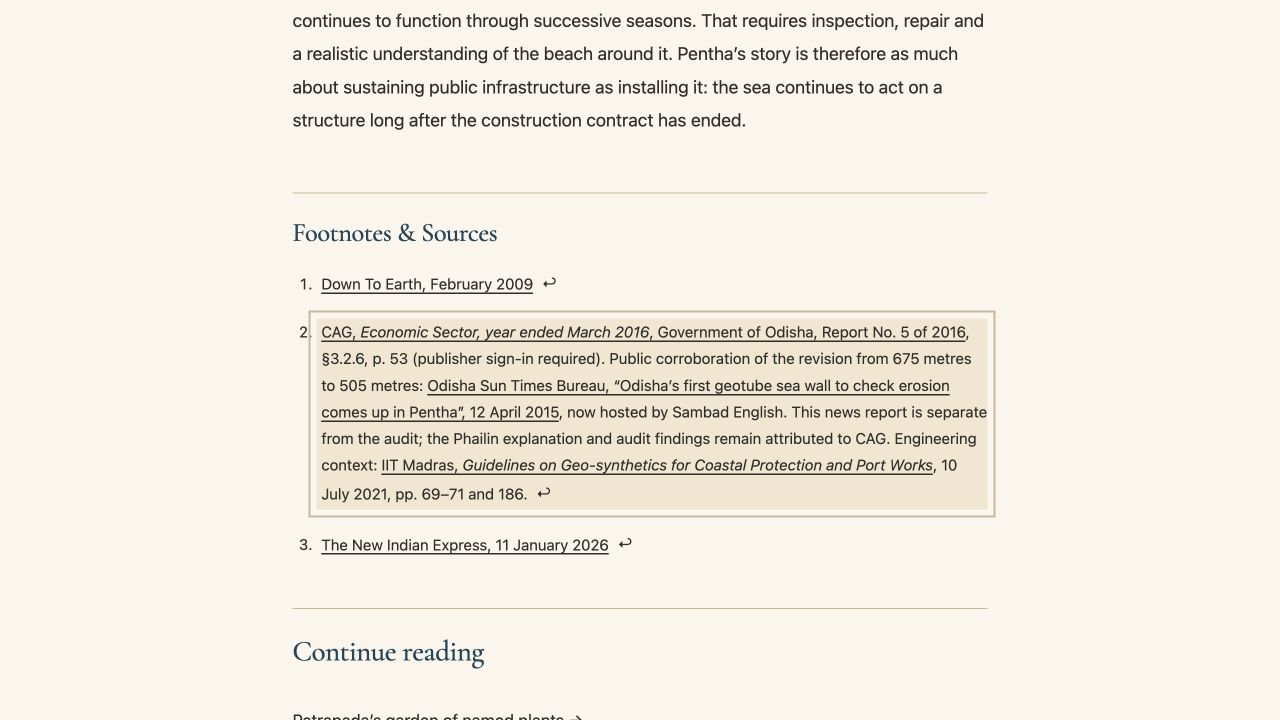 continues to function through successive seasons. That requires inspection, repair and
a realistic understanding of the beach around it. Pentha’s story is therefore as much
about sustaining public infrastructure as installing it: the sea continues to act on a
structure long after the construction contract has ended.
Footnotes & Sources
1. Down To Earth, February 2009 ↩
2. CAG, Economic Sector, year ended March 2016, Government of Odisha, Report No. 5 of 2016,
§3.2.6, p. 53 (publisher sign-in required). Public corroboration of the revision from 675 metres
to 505 metres: Odisha Sun Times Bureau, “Odisha’s first geotube sea wall to check erosion
comes up in Pentha”, 12 April 2015, now hosted by Sambad English. This news report is separate
from the audit; the Phailin explanation and audit findings remain attributed to CAG. Engineering
context: IIT Madras, Guidelines on Geo-synthetics for Coastal Protection and Port Works, 10
July 2021, pp. 69–71 and 186. ↩
3. The New Indian Express, 11 January 2026 ↩
Continue reading
Patrapada’s garden of named plants →